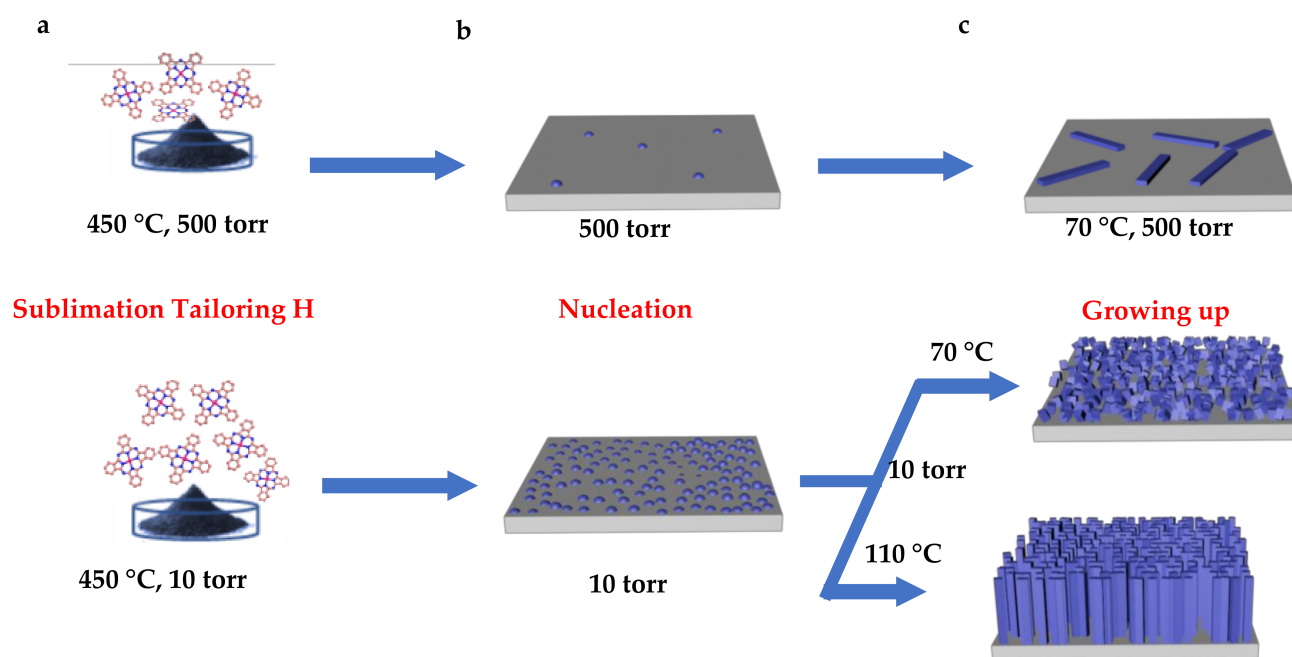 a
b
c
450 °C, 500 torr
500 torr
70 °C, 500 torr
Sublimation Tailoring H
Nucleation
Growing up
70 °C
10 torr
110 °C
450 °C, 10 torr
10 torr